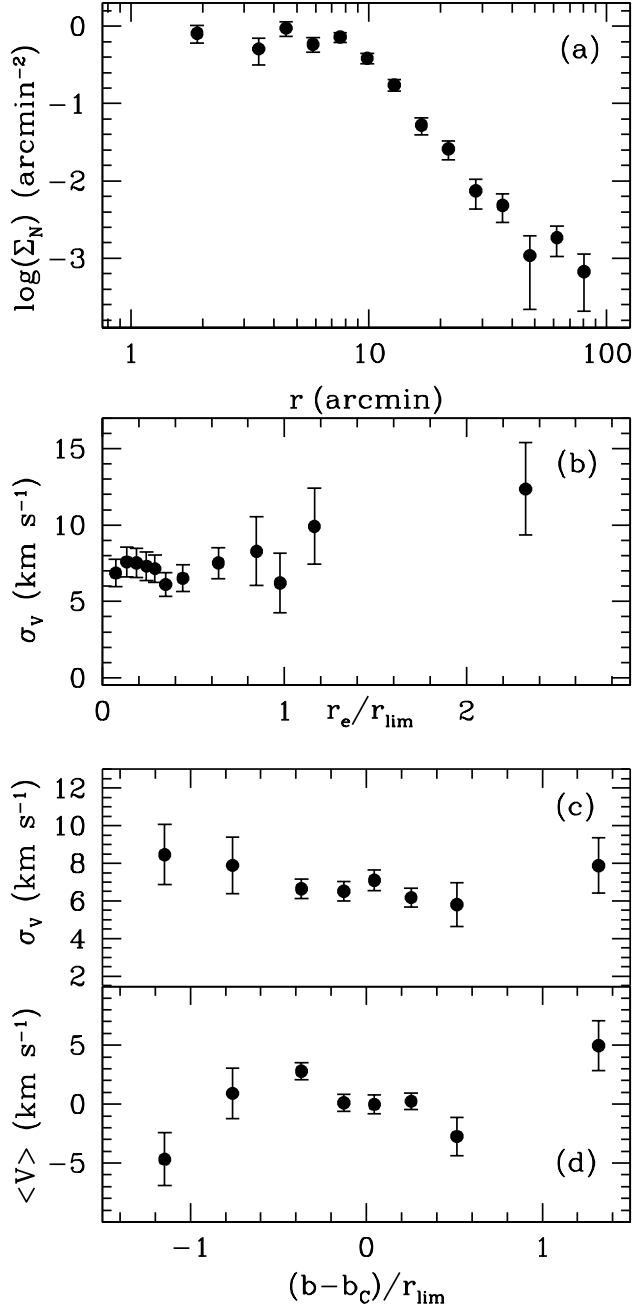 0
−1
−2
−3
log(Σ_N) (arcmin⁻²)
(a)
1 10 100
r (arcmin)
15
10
5
0
σ_V (km s⁻¹)
(b)
0 1 2
r_e/r_lim
12
10
8
6
4
2
σ_V (km s⁻¹)
(c)
5
0
−5
<V> (km s⁻¹)
(d)
−1 0 1
(b−b_C)/r_lim